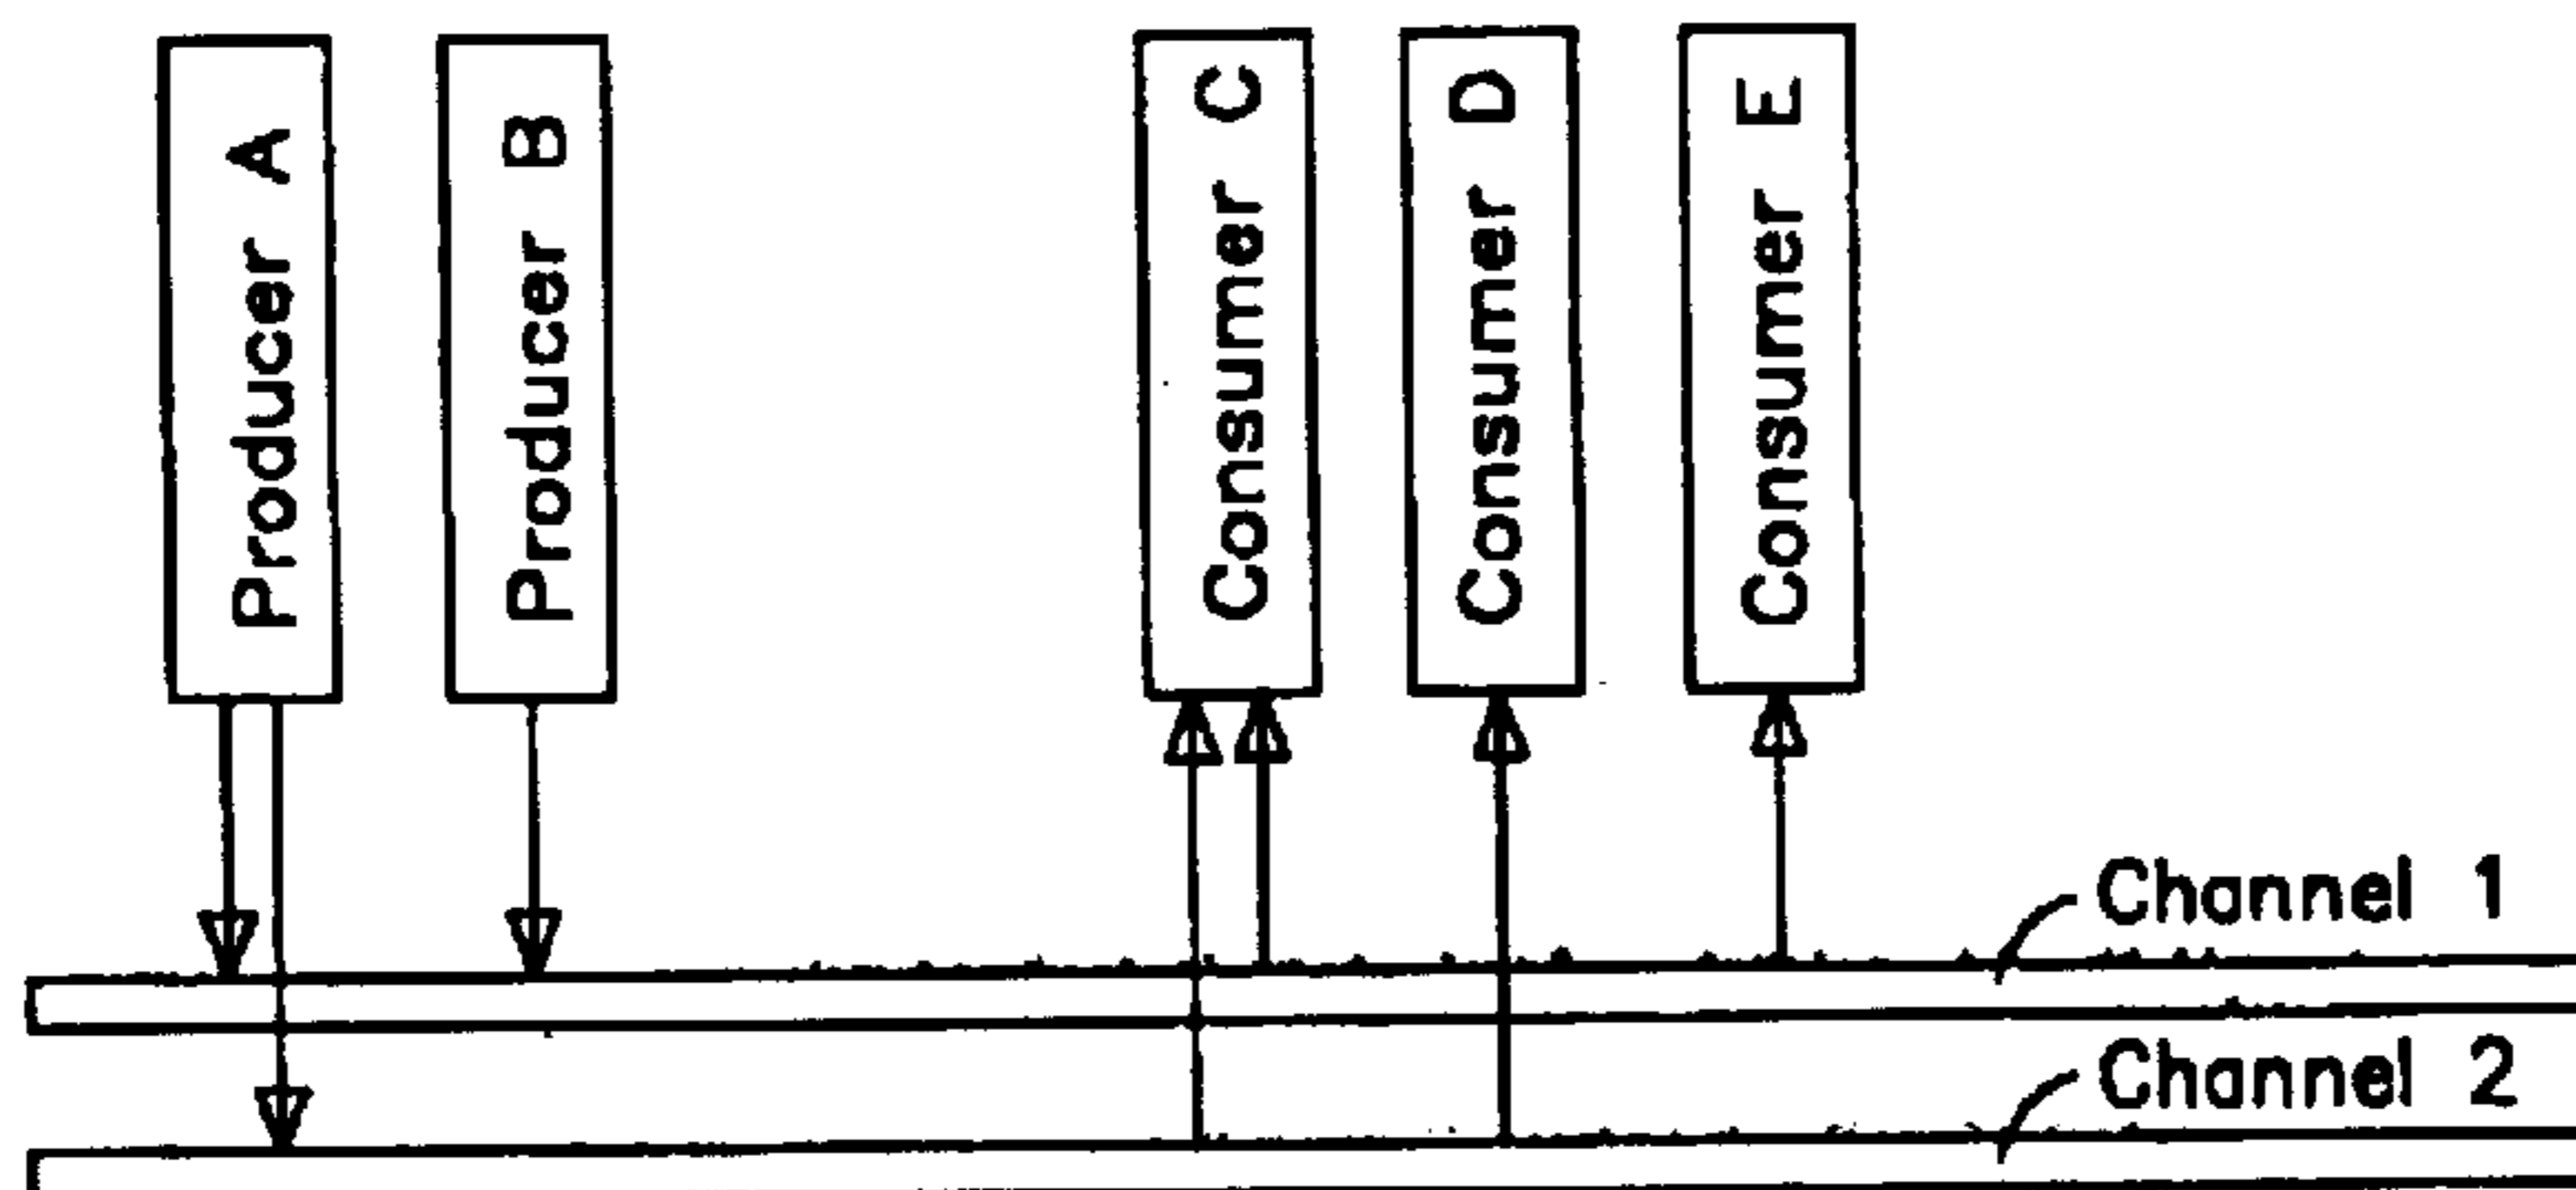 Producer A
Producer B
Consumer C
Consumer D
Consumer E
Channel 1
Channel 2